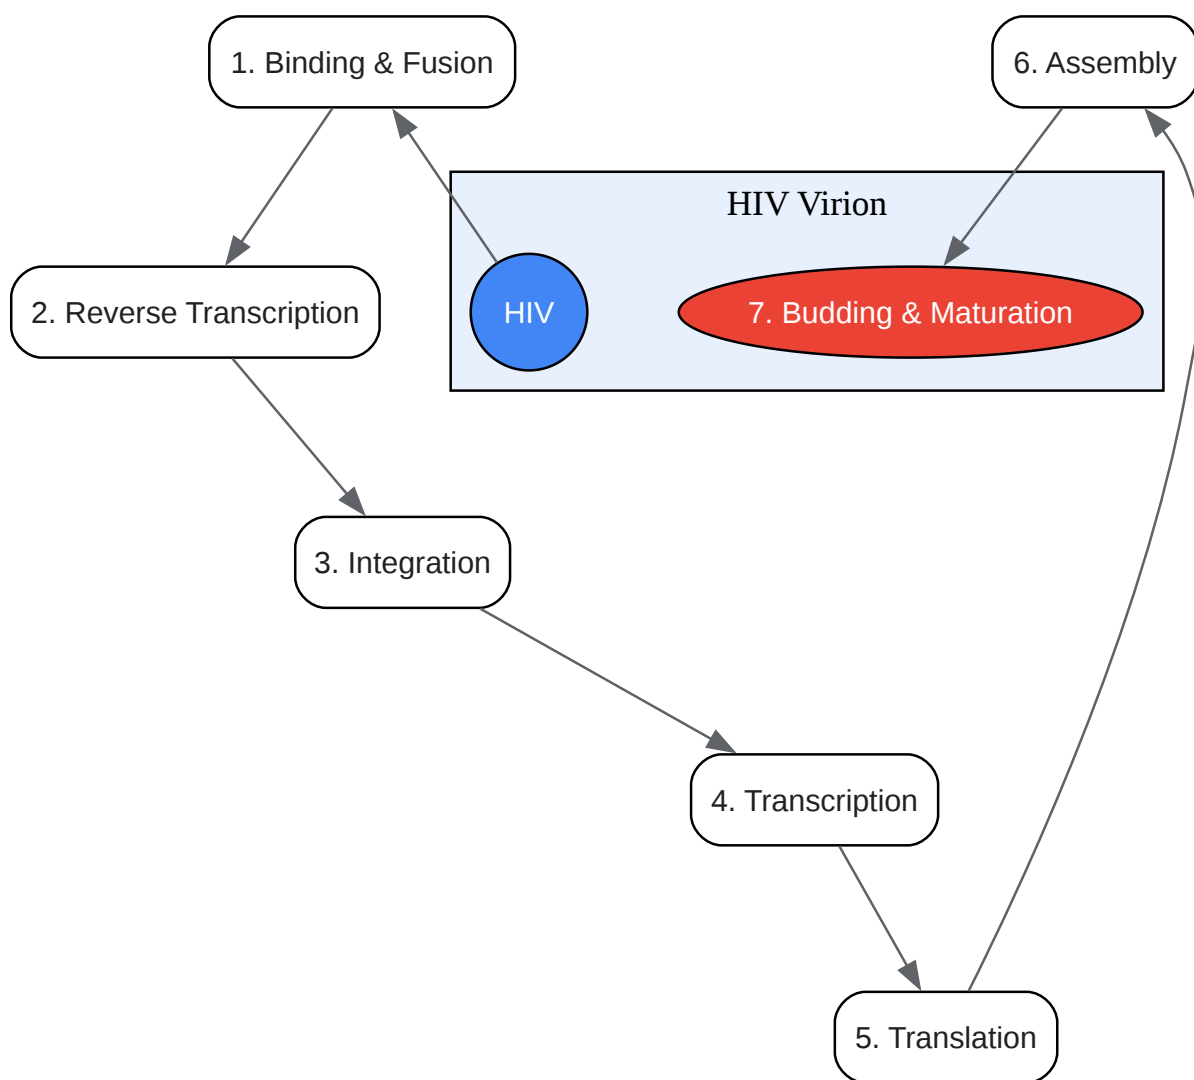 1. Binding & Fusion
6. Assembly
HIV Virion
2. Reverse Transcription
HIV
7. Budding & Maturation
3. Integration
4. Transcription
5. Translation